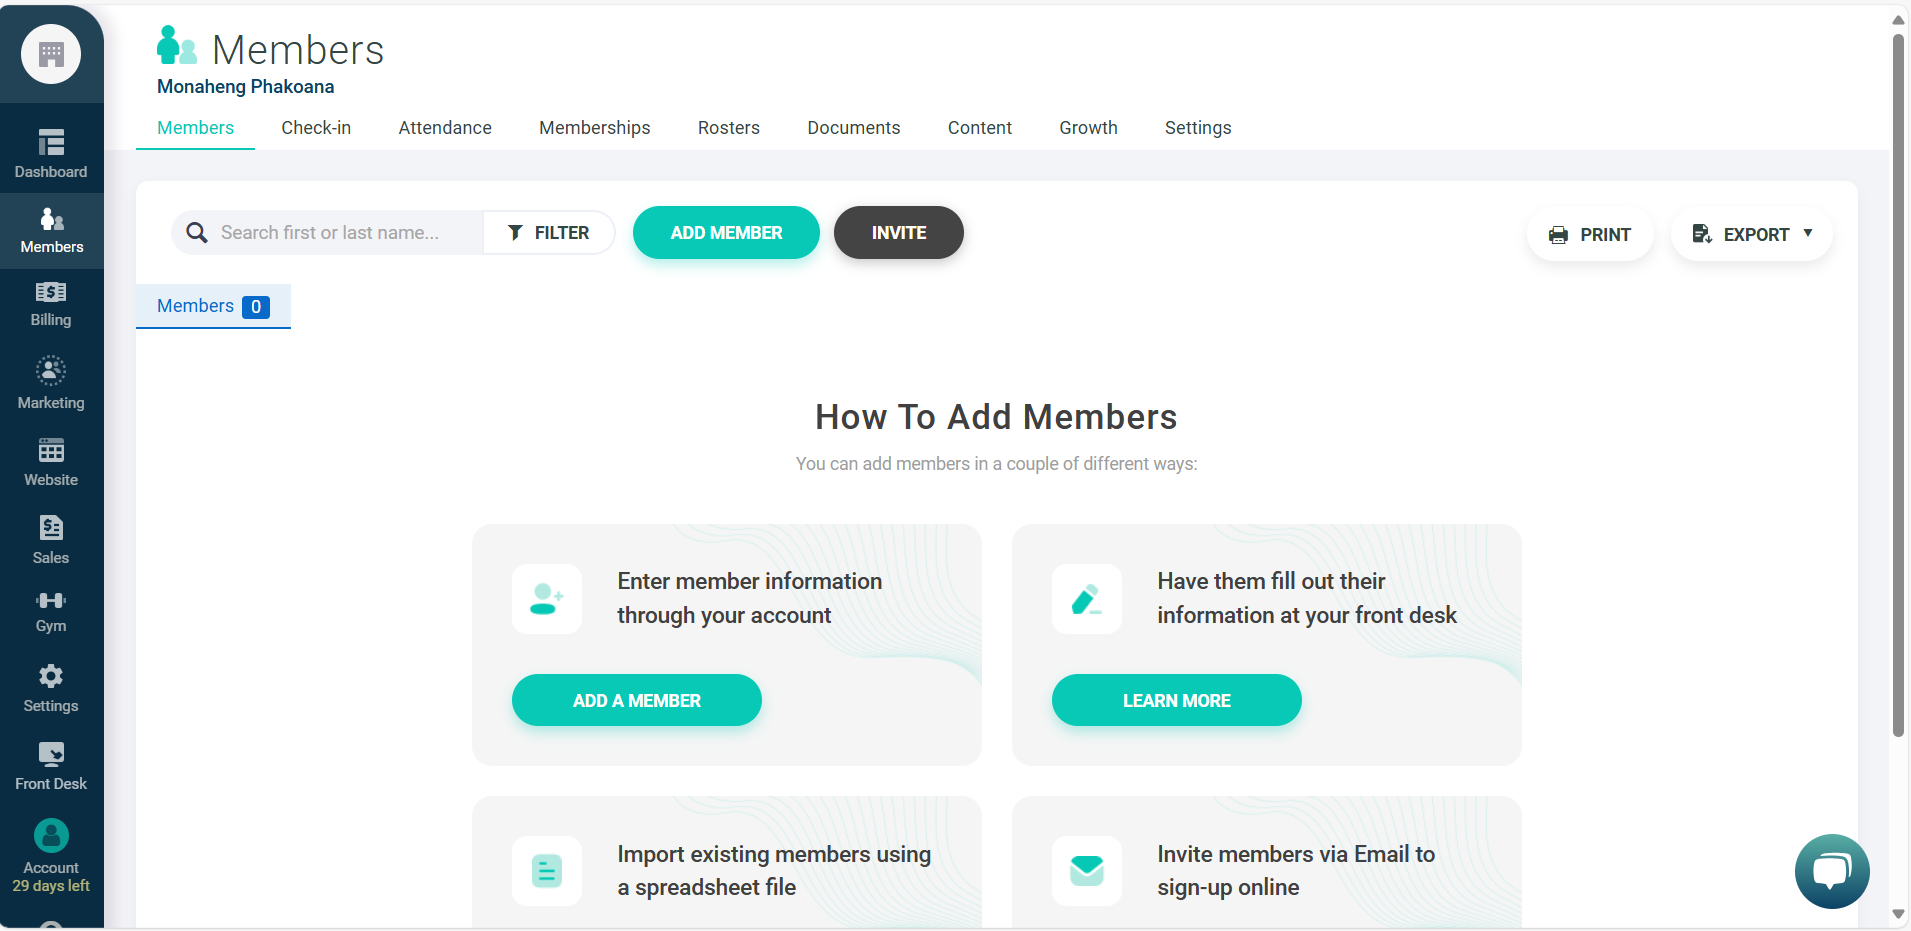 Members
Monaheng Phakoana
Members Check-in Attendance Memberships Rosters Documents Content Growth Settings
Dashboard
Members
Billing
Marketing
Website
Sales
Gym
Settings
Front Desk
Account
29 days left
Search first or last name... FILTER ADD MEMBER INVITE PRINT EXPORT
Members 0
How To Add Members
You can add members in a couple of different ways:
Enter member information
through your account
ADD A MEMBER
Have them fill out their
information at your front desk
LEARN MORE
Import existing members using
a spreadsheet file
Invite members via Email to
sign-up online